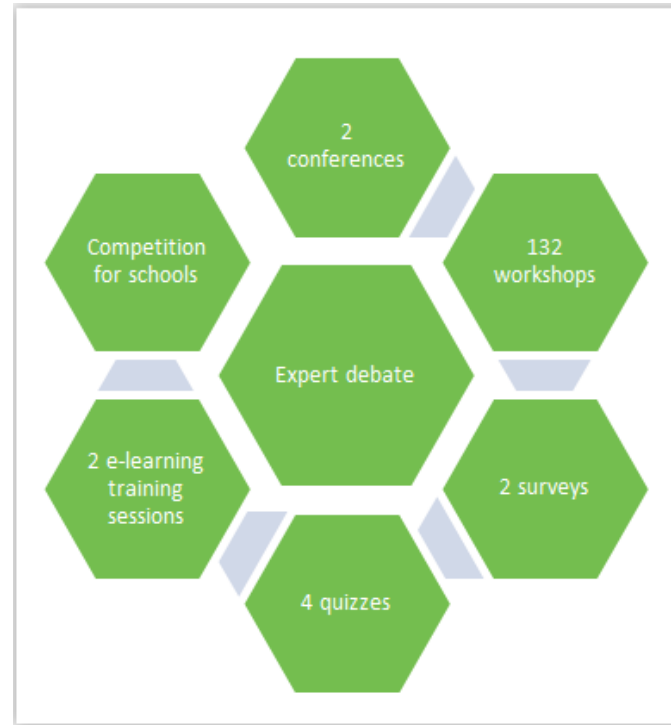 2
conferences
132
workshops
Competition
for schools
Expert debate
2 e-learning
training
sessions
2 surveys
4 quizzes